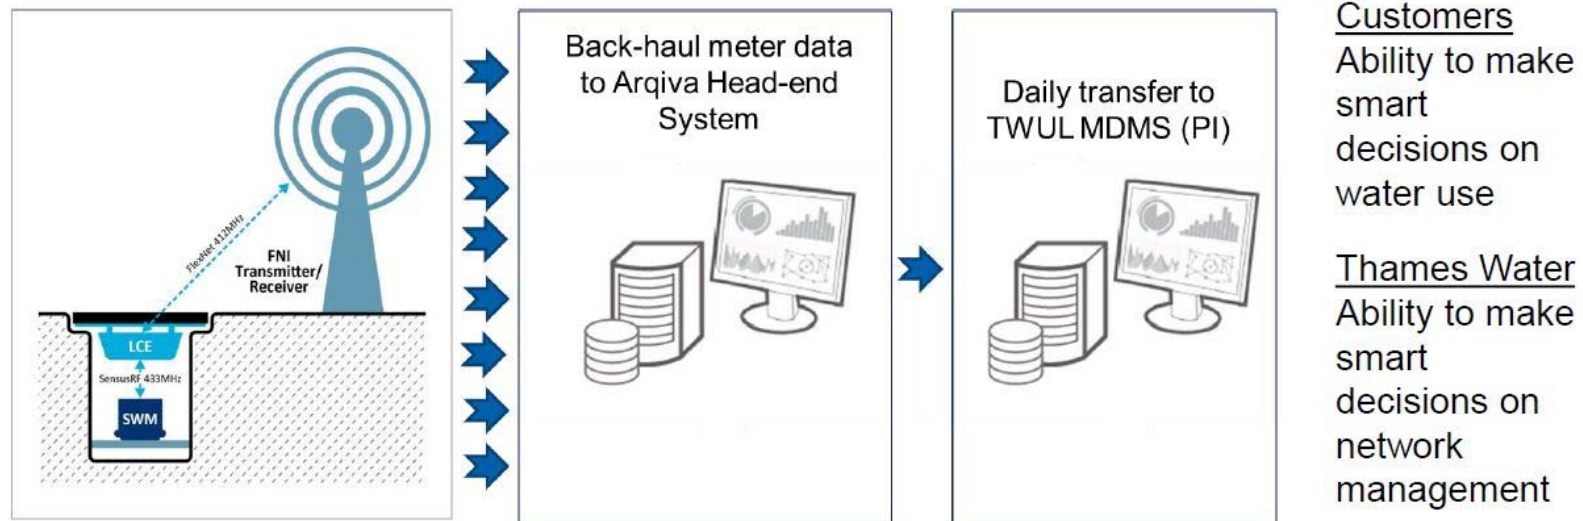 FlexNet 412MHz
FNI
Transmitter/
Receiver
LCE
SensusRF 433MHz
SWM
Back-haul meter data
to Arqiva Head-end
System
Daily transfer to
TWUL MDMS (PI)
Customers
Ability to make
smart
decisions on
water use
Thames Water
Ability to make
smart
decisions on
network
management